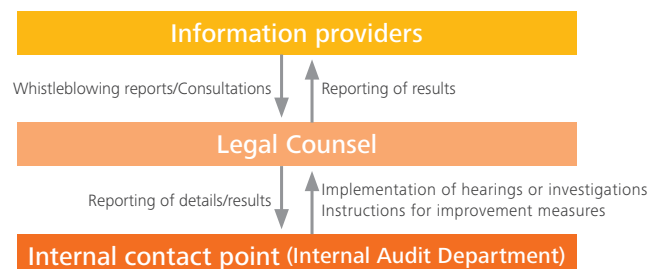 Information providers
Whistleblowing reports/Consultations
Reporting of results
Legal Counsel
Reporting of details/results
Implementation of hearings or investigations
Instructions for improvement measures
Internal contact point (Internal Audit Department)